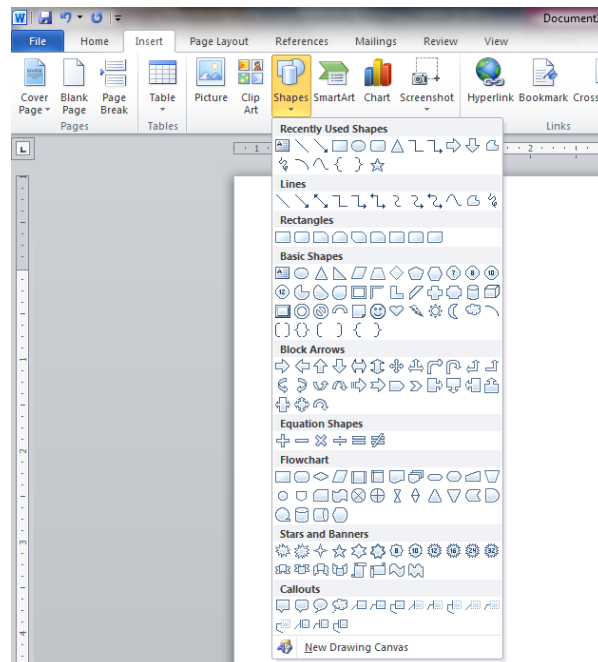 Document
File Home Insert Page Layout References Mailings Review View
Cover Page Blank Page Page Break Table Picture Clip Art Shapes SmartArt Chart Screenshot Hyperlink Bookmark Cross
Pages Tables Links
Recently Used Shapes
Lines
Rectangles
Basic Shapes
Block Arrows
Equation Shapes
Flowchart
Stars and Banners
Callouts
New Drawing Canvas